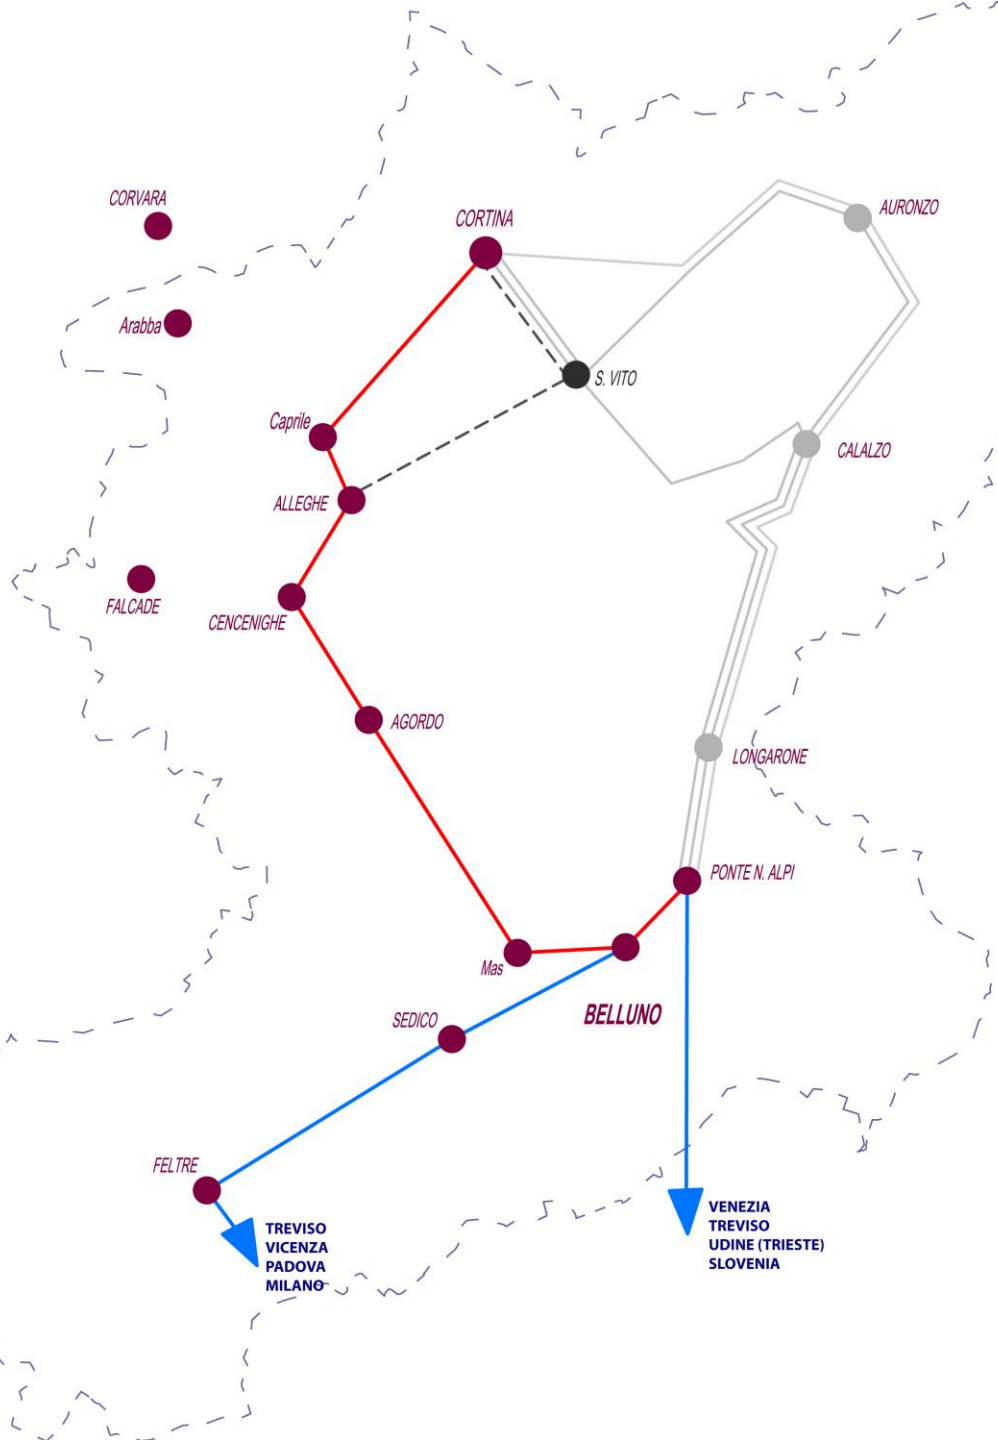 CORVARA
CORTINA
AURONZO
Arabba
S. VITO
Caprile
CALALZO
ALLEGHE
FALCADE
CENCENIGHE
AGORDO
LONGARONE
PONTE N. ALPI
Mas
BELLUNO
SEDICO
FELTRE
TREVISO
VICENZA
PADOVA
MILANO
VENEZIA
TREVISO
UDINE (TRIESTE)
SLOVENIA